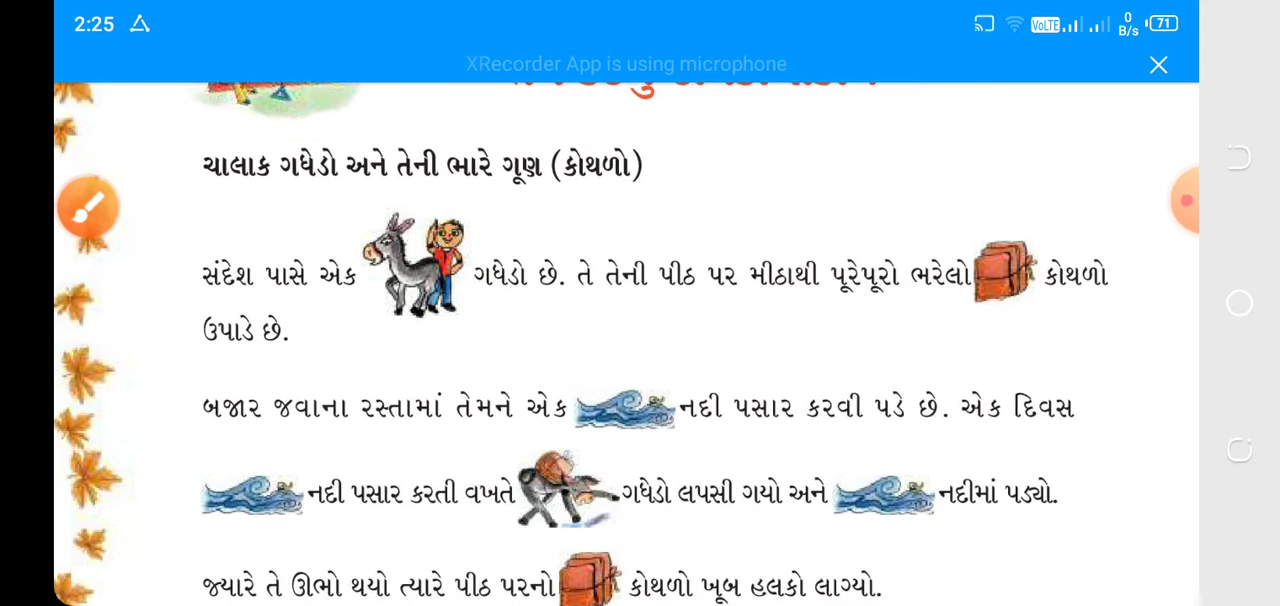 2:25 VoLTE 0 B/s 71
XRecorder App is using microphone
ચાલાક ગધેડો અને તેની ભારે ગૂણ (કોથળો)
સંદેશ પાસે એક ગધેડો છે. તે તેની પીઠ પર મીઠાથી પૂરેપૂરો ભરેલો કોથળો
ઉપાડે છે.
બજાર જવાના રસ્તામાં તેમને એક નદી પસાર કરવી પડે છે. એક દિવસ
નદી પસાર કરતી વખતે ગધેડો લપસી ગયો અને નદીમાં પડ્યો.
જ્યારે તે ઊભો થયો ત્યારે પીઠ પરનો કોથળો ખૂબ હલકો લાગ્યો.